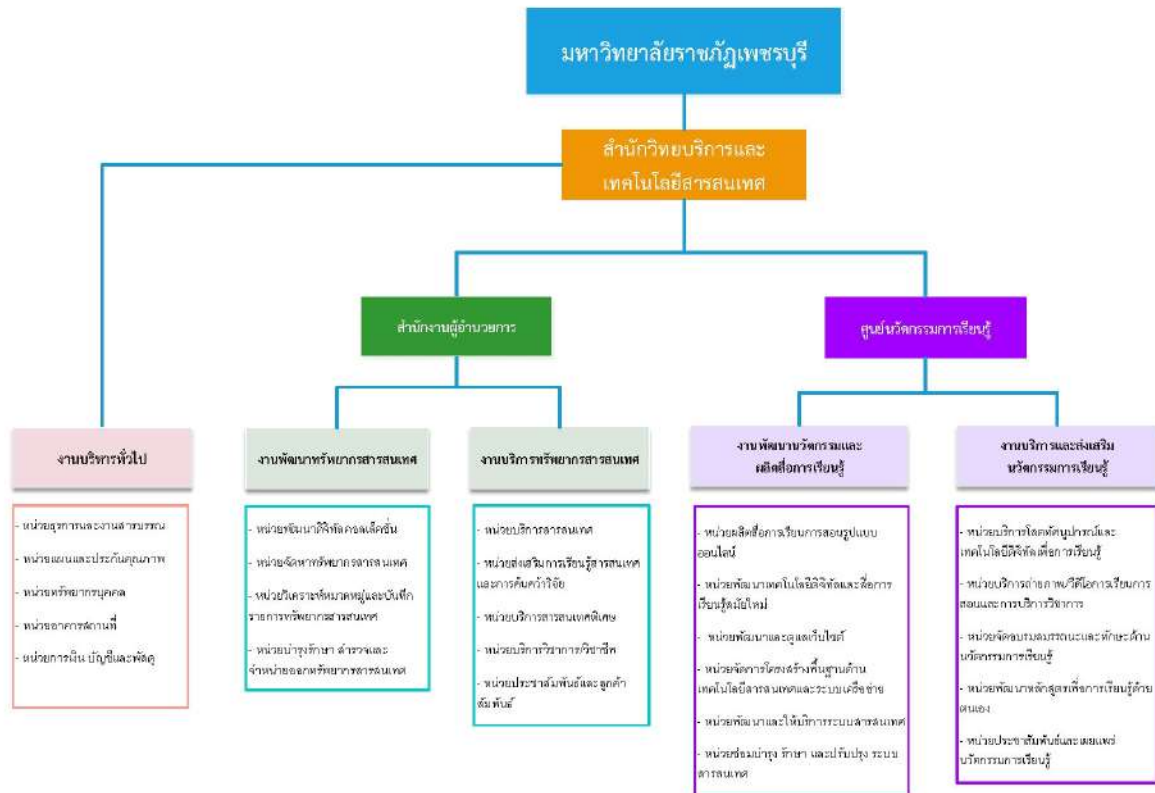 มหาวิทยาลัยราชภัฏเพชรบุรี
สำนักวิทยบริการและ
เทคโนโลยีสารสนเทศ
สำนักงานผู้อำนวยการ
ศูนย์นวัตกรรมการเรียนรู้
งานบริหารทั่วไป
- หน่วยธุรการและงานสารบรรณ
- หน่วยแผนและประกันคุณภาพ
- หน่วยทรัพยากรบุคคล
- หน่วยอาคารสถานที่
- หน่วยการเงิน บัญชีและพัสดุ
งานพัฒนาทรัพยากรสารสนเทศ
- หน่วยพัฒนาดิจิทัลคอลเล็คชั่น
- หน่วยจัดหาทรัพยากรสารสนเทศ
- หน่วยวิเคราะห์หมวดหมู่และบันทึก
รายการทรัพยากรสารสนเทศ
- หน่วยบำรุงรักษา สำรวจและ
จำหน่ายออกทรัพยากรสารสนเทศ
งานบริการทรัพยากรสารสนเทศ
- หน่วยบริการสารสนเทศ
- หน่วยส่งเสริมการเรียนรู้สารสนเทศ
และการค้นคว้าวิจัย
- หน่วยบริการสารสนเทศพิเศษ
- หน่วยบริการวิชาการ/วิชาชีพ
- หน่วยประชาสัมพันธ์และลูกค้า
สัมพันธ์
งานพัฒนานวัตกรรมและ
ผลิตสื่อการเรียนรู้
- หน่วยผลิตสื่อการเรียนการสอนรูปแบบ
ออนไลน์
- หน่วยพัฒนาเทคโนโลยีดิจิทัลและสื่อการ
เรียนรู้สมัยใหม่
- หน่วยพัฒนาและดูแลเว็บไซต์
- หน่วยจัดการโครงสร้างพื้นฐานด้าน
เทคโนโลยีสารสนเทศและระบบเครือข่าย
- หน่วยพัฒนาและให้บริการระบบสารสนเทศ
- หน่วยซ่อมบำรุง รักษา และปรับปรุง ระบบ
สารสนเทศ
งานบริการและส่งเสริม
นวัตกรรมการเรียนรู้
- หน่วยบริการโสตทัศนูปกรณ์และ
เทคโนโลยีดิจิทัลเพื่อการเรียนรู้
- หน่วยบริการถ่ายภาพ/วีดีโอการเรียนการ
สอนและการบริการวิชาการ
- หน่วยจัดอบรมสมรรถนะและทักษะด้าน
นวัตกรรมการเรียนรู้
- หน่วยพัฒนาหลักสูตรเพื่อการเรียนรู้ด้วย
ตนเอง
- หน่วยประชาสัมพันธ์และเผยแพร่
นวัตกรรมการเรียนรู้